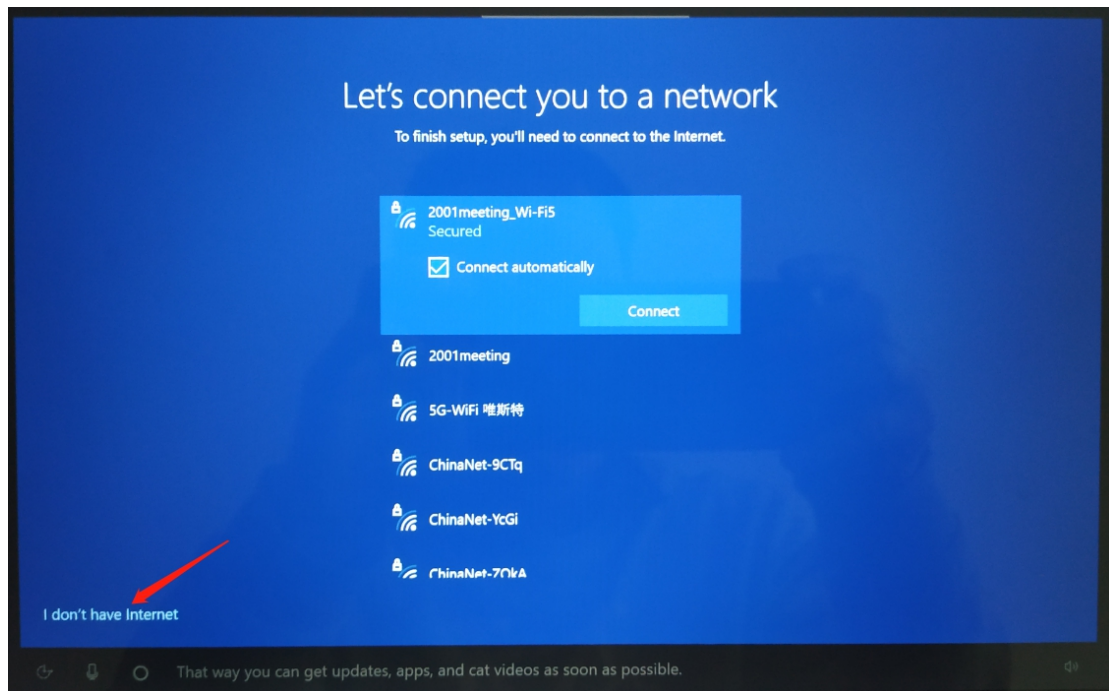 Let's connect you to a network
To finish setup, you'll need to connect to the Internet.
2001meeting_Wi-Fi5
Secured
Connect automatically
Connect
2001meeting
5G-WiFi 唯斯特
ChinaNet-9CTq
ChinaNet-YcGi
ChinaNet-7QkA
I don't have Internet
That way you can get updates, apps, and cat videos as soon as possible.